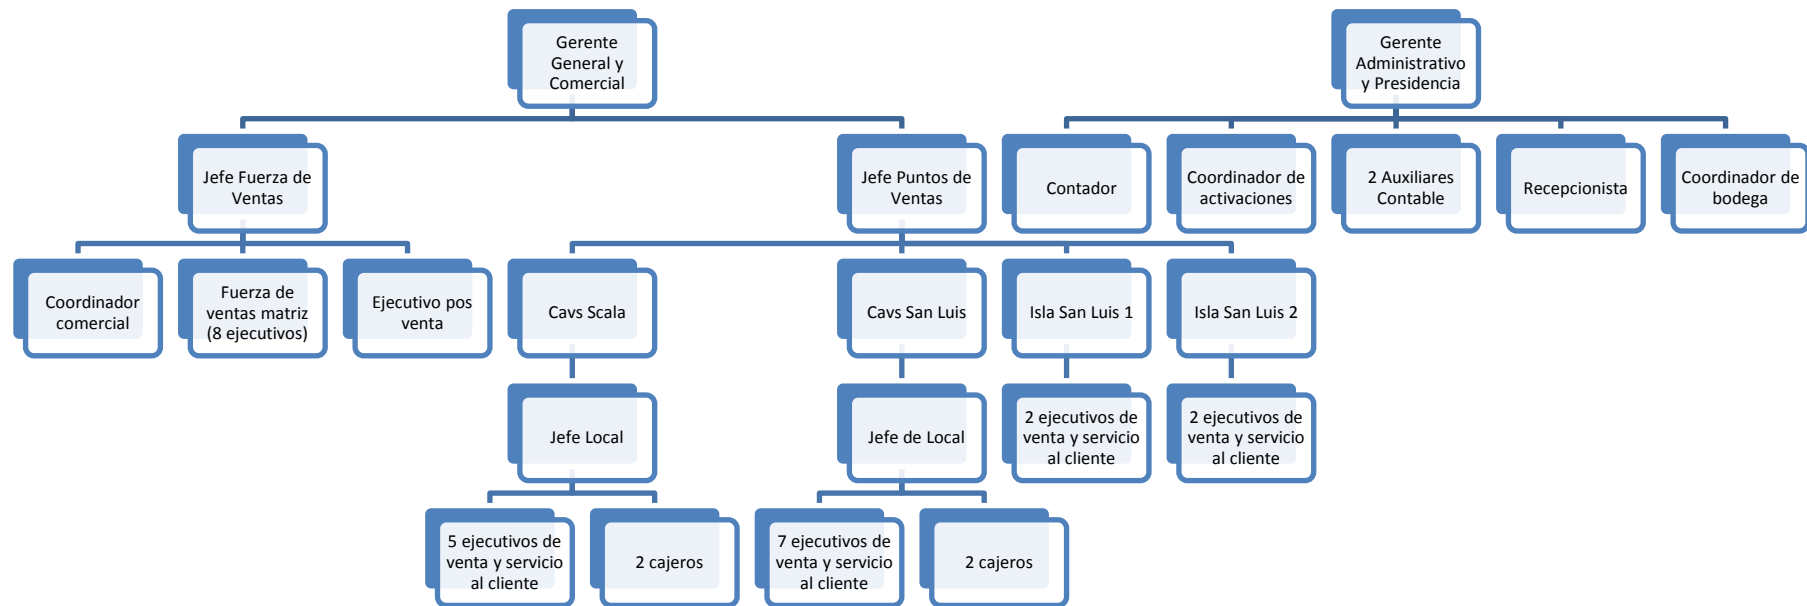 Gerente
General y
Comercial
Gerente
Administrativo
y Presidencia
Jefe Fuerza de
Ventas
Jefe Puntos de
Ventas
Contador
Coordinador de
activaciones
2 Auxiliares
Contable
Recepcionista
Coordinador de
bodega
Coordinador
comercial
Fuerza de
ventas matriz
(8 ejecutivos)
Ejecutivo pos
venta
Cavs Scala
Cavs San Luis
Isla San Luis 1
Isla San Luis 2
Jefe Local
Jefe de Local
2 ejecutivos de
venta y servicio
al cliente
2 ejecutivos de
venta y servicio
al cliente
5 ejecutivos de
venta y servicio
al cliente
2 cajeros
7 ejecutivos de
venta y servicio
al cliente
2 cajeros